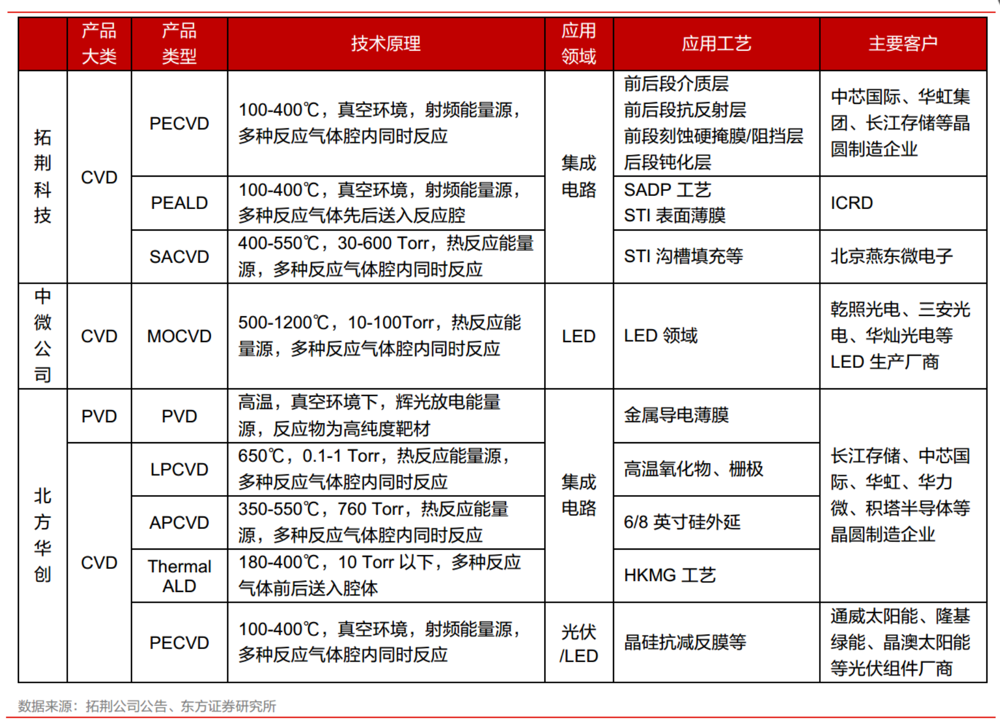 产品
大类
产品
类型
技术原理
应用
领域
应用工艺
主要客户
拓
荆
科
技
CVD
PECVD
100-400℃，真空环境，射频能量源，
多种反应气体腔内同时反应
集成
电路
前后段介质层
前后段抗反射层
前段刻蚀硬掩膜/阻挡层
后段钝化层
中芯国际、华虹集
团、长江存储等晶
圆制造企业
PEALD
100-400℃，真空环境，射频能量源，
多种反应气体先后送入反应腔
SADP 工艺
STI 表面薄膜
ICRD
SACVD
400-550℃，30-600 Torr，热反应能量
源，多种反应气体腔内同时反应
STI 沟槽填充等
北京燕东微电子
中
微
公
司
CVD
MOCVD
500-1200℃，10-100Torr，热反应能
量源，多种反应气体腔内同时反应
LED
LED 领域
乾照光电、三安光
电、华灿光电等
LED 生产厂商
北
方
华
创
PVD
PVD
高温，真空环境下，辉光放电能量
源，反应物为高纯度靶材
集成
电路
金属导电薄膜
长江存储、中芯国
际、华虹、华力
微、积塔半导体等
晶圆制造企业
CVD
LPCVD
650℃，0.1-1 Torr，热反应能量源，
多种反应气体腔内同时反应
高温氧化物、栅极
APCVD
350-550℃，760 Torr，热反应能量
源，多种反应气体腔内同时反应
6/8 英寸硅外延
Thermal
ALD
180-400℃，10 Torr 以下，多种反应
气体前后送入腔体
HKMG 工艺
PECVD
100-400℃，真空环境，射频能量源，
多种反应气体腔内同时反应
光伏
/LED
晶硅抗减反膜等
通威太阳能、隆基
绿能、晶澳太阳能
等光伏组件厂商
数据来源：拓荆公司公告、东方证券研究所